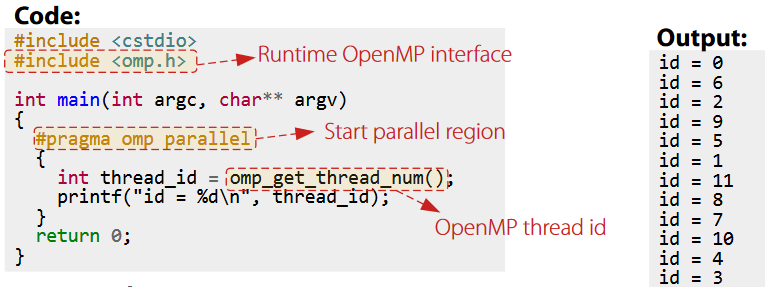 Code:
#include <cstdio>
#include <omp.h>
Runtime OpenMP interface
int main(int argc, char** argv)
{
#pragma omp parallel
Start parallel region
{
int thread_id = omp_get_thread_num();
printf("id = %d\n", thread_id);
}
OpenMP thread id
return 0;
}
Output:
id = 0
id = 6
id = 2
id = 9
id = 5
id = 1
id = 11
id = 8
id = 7
id = 10
id = 4
id = 3